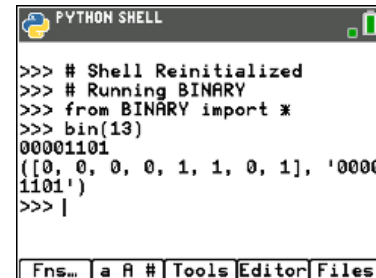 PYTHON SHELL
>>> # Shell Reinitialized
>>> # Running BINARY
>>> from BINARY import *
>>> bin(13)
00001101
([0, 0, 0, 0, 1, 1, 0, 1], '0000
1101')
>>> |
Fns… a A # Tools Editor Files